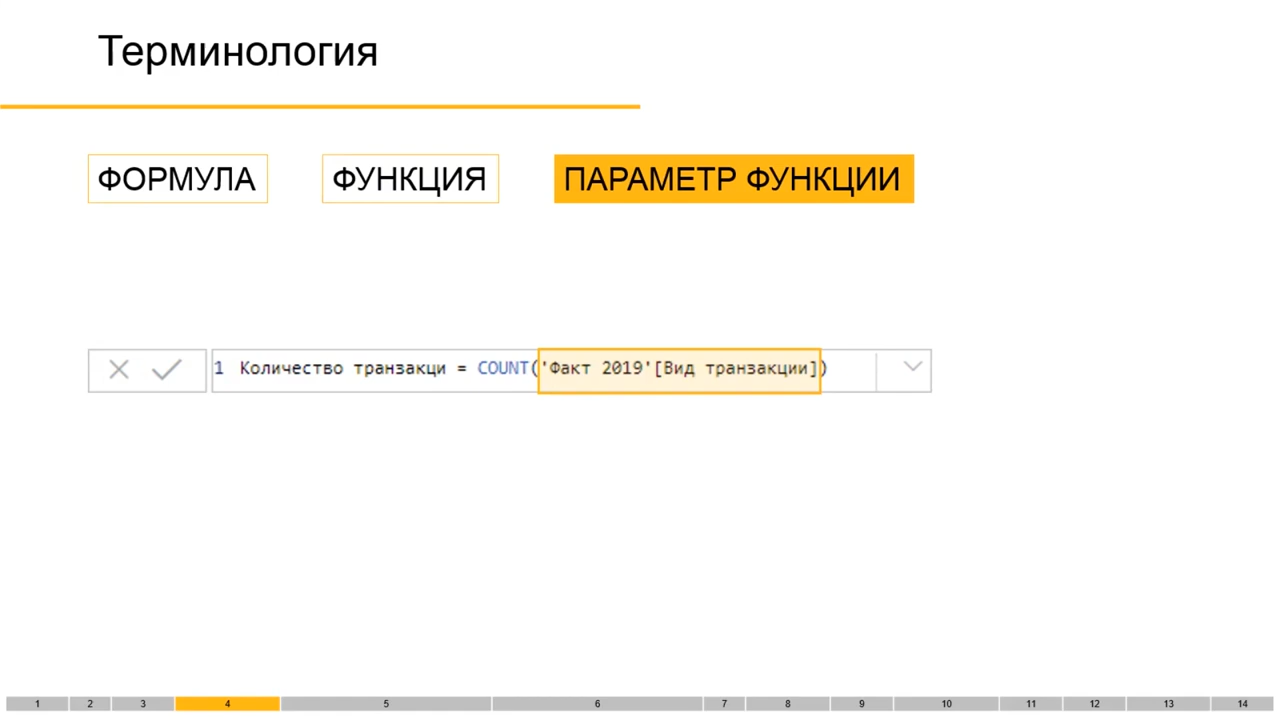 Терминология
ФОРМУЛА ФУНКЦИЯ ПАРАМЕТР ФУНКЦИИ
1 Количество транзакци = COUNT('Факт 2019'[Вид транзакции])
1 2 3 4 5 6 7 8 9 10 11 12 13 14